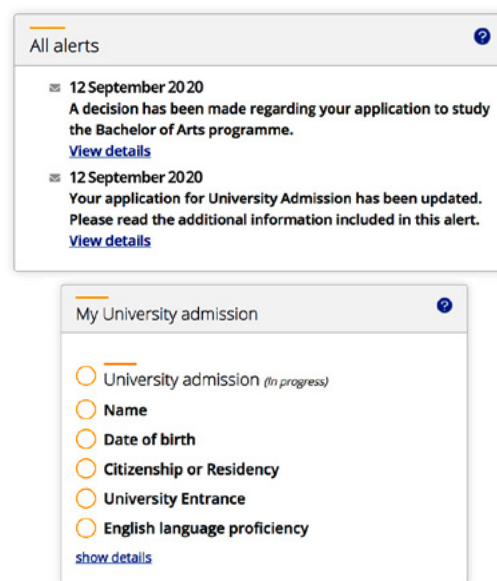 All alerts
12 September 2020
A decision has been made regarding your application to study
the Bachelor of Arts programme.
View details
12 September 2020
Your application for University Admission has been updated.
Please read the additional information included in this alert.
View details
My University admission
University admission (In progress)
Name
Date of birth
Citizenship or Residency
University Entrance
English language proficiency
show details